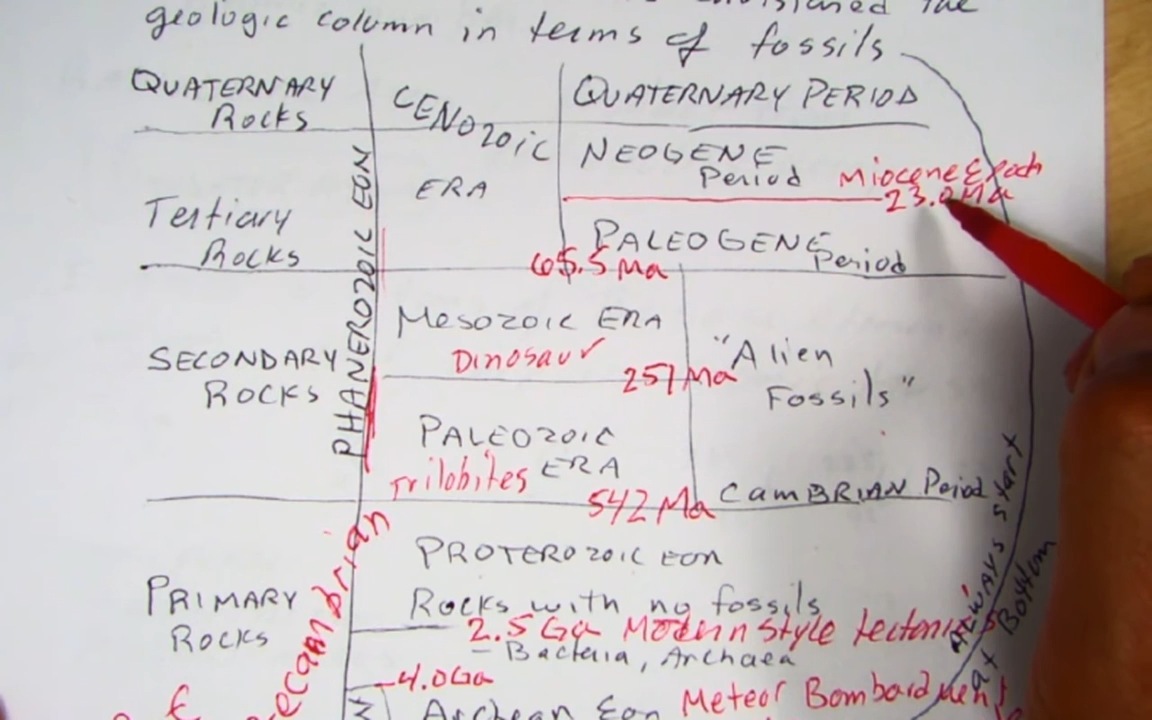 geologic column in terms of fossils
QUATERNARY
Rocks
CENOZOIC
ERA
QUATERNARY PERIOD
NEOGENE
Period
Miocene Epoch
23.0 Ma
Tertiary
Rocks
PALEOGENE
Period
65.5 Ma
PHANEROZOIC EON
SECONDARY
ROCKS
Mesozoic ERA
Dinosaur
251 Ma
"Alien
Fossils"
PALEOZOIC
ERA
Trilobites
542 Ma
CAMBRIAN Period
PRIMARY
ROCKS
PROTEROZOIC EON
Rocks with no fossils
2.5 Ga Modern Style tectonics
- Bacteria, Archaea
4.0 Ga
Archean Eon
Meteor Bombardment
ALWAYS start
at Bottom